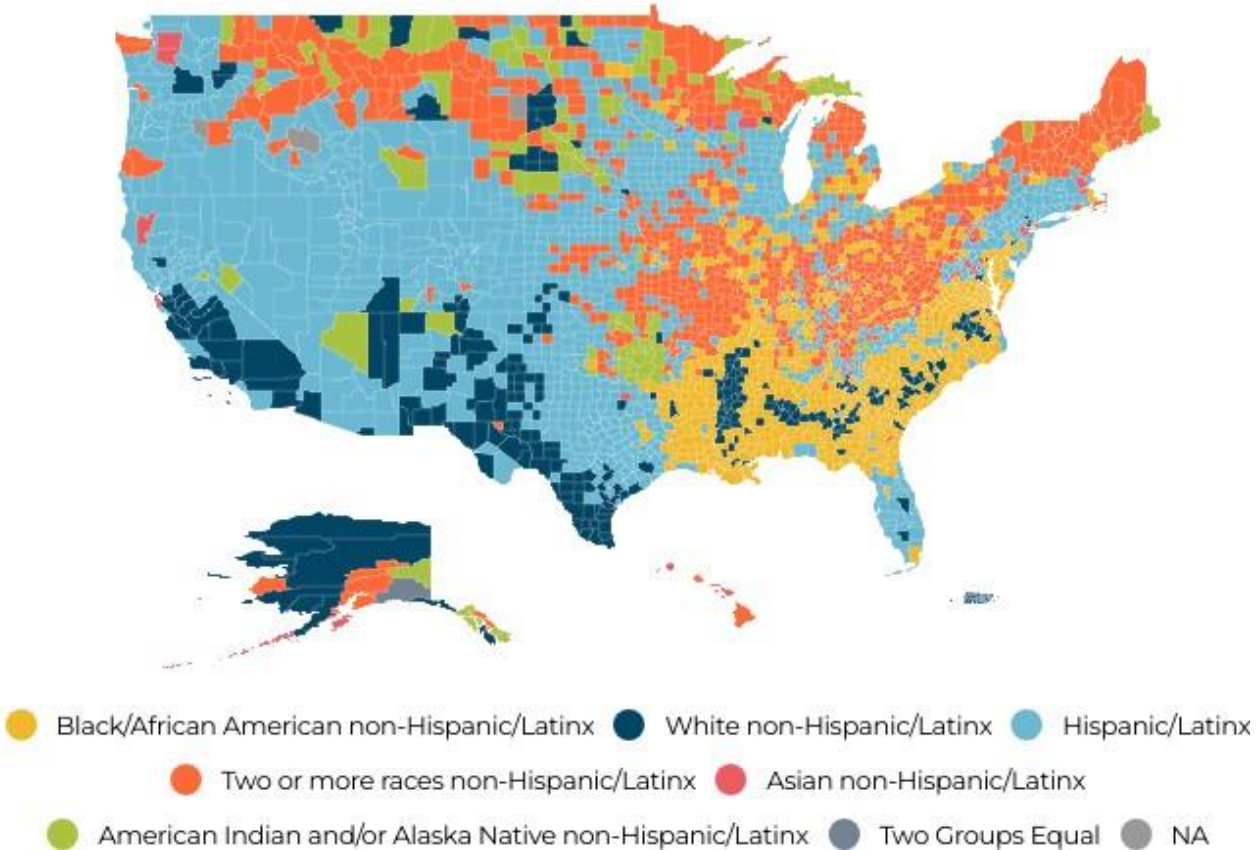 Black/African American non-Hispanic/Latinx White non-Hispanic/Latinx Hispanic/Latinx
Two or more races non-Hispanic/Latinx Asian non-Hispanic/Latinx
American Indian and/or Alaska Native non-Hispanic/Latinx Two Groups Equal NA